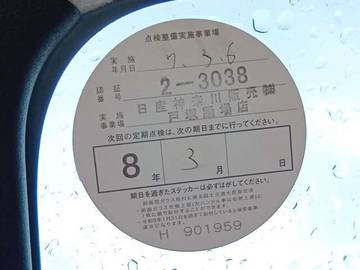 点検整備実施事業場
実施年月日 7.3.6
認証番号 2-3038
実施事業場 日産神奈川販売㈱
戸塚原宿店
次回の定期点検は、次の期日までに行ってください。
8年 3月 日
期日を過ぎたステッカーは必ずはがしてください。
H 901959